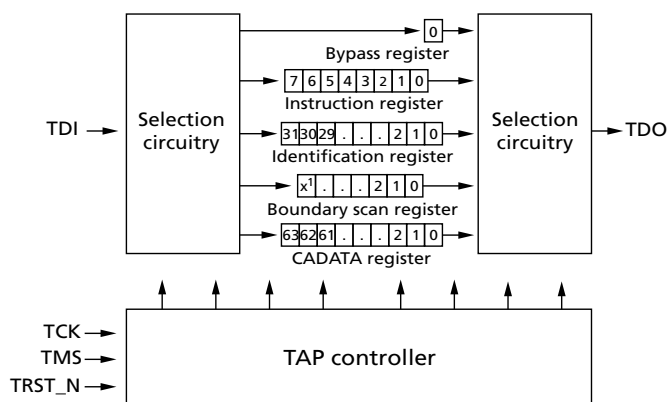 0
Bypass register
7 6 5 4 3 2 1 0
Instruction register
TDI
Selection
circuitry
31 30 29 . . . 2 1 0
Identification register
Selection
circuitry
TDO
x¹ . . . 2 1 0
Boundary scan register
63 62 61 . . . 2 1 0
CADATA register
TCK
TMS
TRST_N
TAP controller